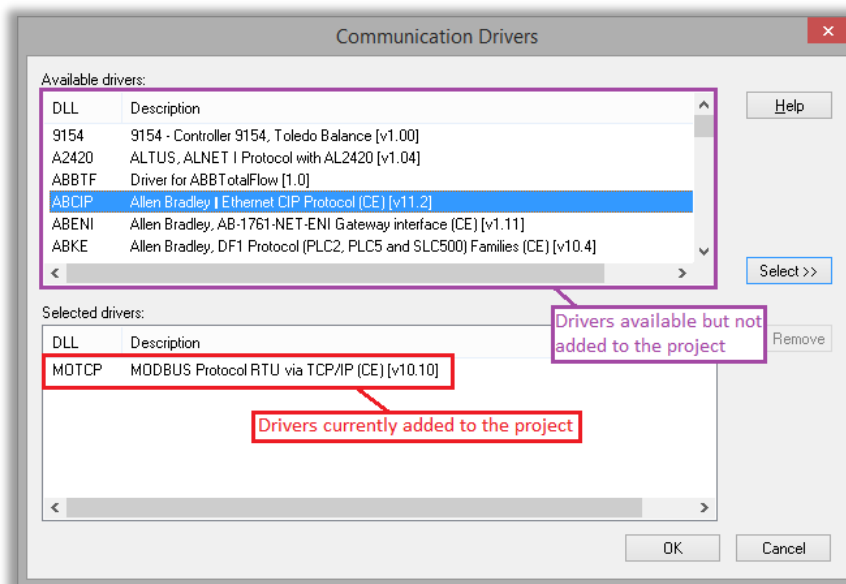 Communication Drivers
Available drivers:
DLL Description
9154 9154 - Controller 9154, Toledo Balance [v1.00]
A2420 ALTUS, ALNET I Protocol with AL2420 [v1.04]
ABBTF Driver for ABBTotalFlow [1.0]
ABCIP Allen Bradley | Ethernet CIP Protocol (CE) [v11.2]
ABENI Allen Bradley, AB-1761-NET-ENI Gateway interface (CE) [v1.11]
ABKE Allen Bradley, DF1 Protocol (PLC2, PLC5 and SLC500) Families (CE) [v10.4]
Help
Select >>
Drivers available but not
added to the project
Selected drivers:
DLL Description
MOTCP MODBUS Protocol RTU via TCP/IP (CE) [v10.10]
Remove
Drivers currently added to the project
OK
Cancel